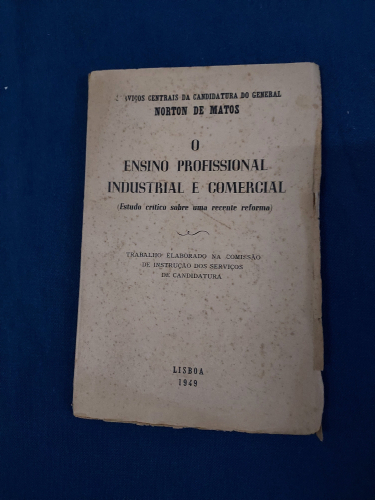 CENTRAIS DA CANDIDATURA DO GENERAL
NORTON DE MATOS
O
ENSINO PROFISSIONAL
INDUSTRIAL E COMERCIAL
(Estudo crítico sobre uma recente reforma)
TRABALHO ELABORADO NA COMISSÃO
DE INSTRUÇÃO DOS SERVIÇOS
DE CANDIDATURA
LISBOA
1949